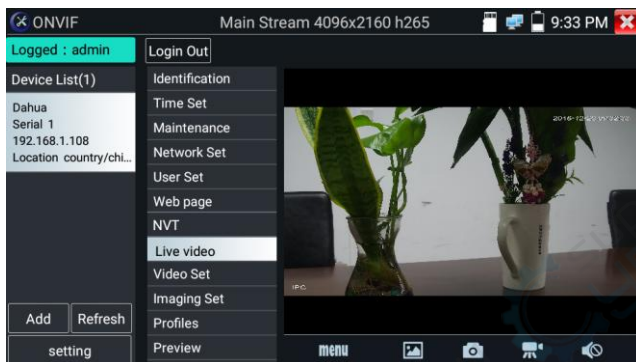 ONVIF
Main Stream 4096x2160 h265
9:33 PM
Logged : admin
Login Out
Device List(1)
Dahua
Serial 1
192.168.1.108
Location country/chi...
Add
Refresh
setting
Identification
Time Set
Maintenance
Network Set
User Set
Web page
NVT
Live video
Video Set
Imaging Set
Profiles
Preview
IPC
menu